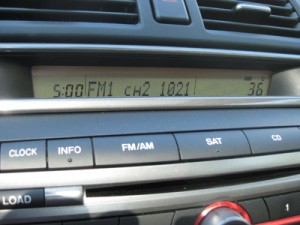 5:00 FM1 CH2 1021 36
CLOCK INFO FM/AM SAT CD
LOAD 1